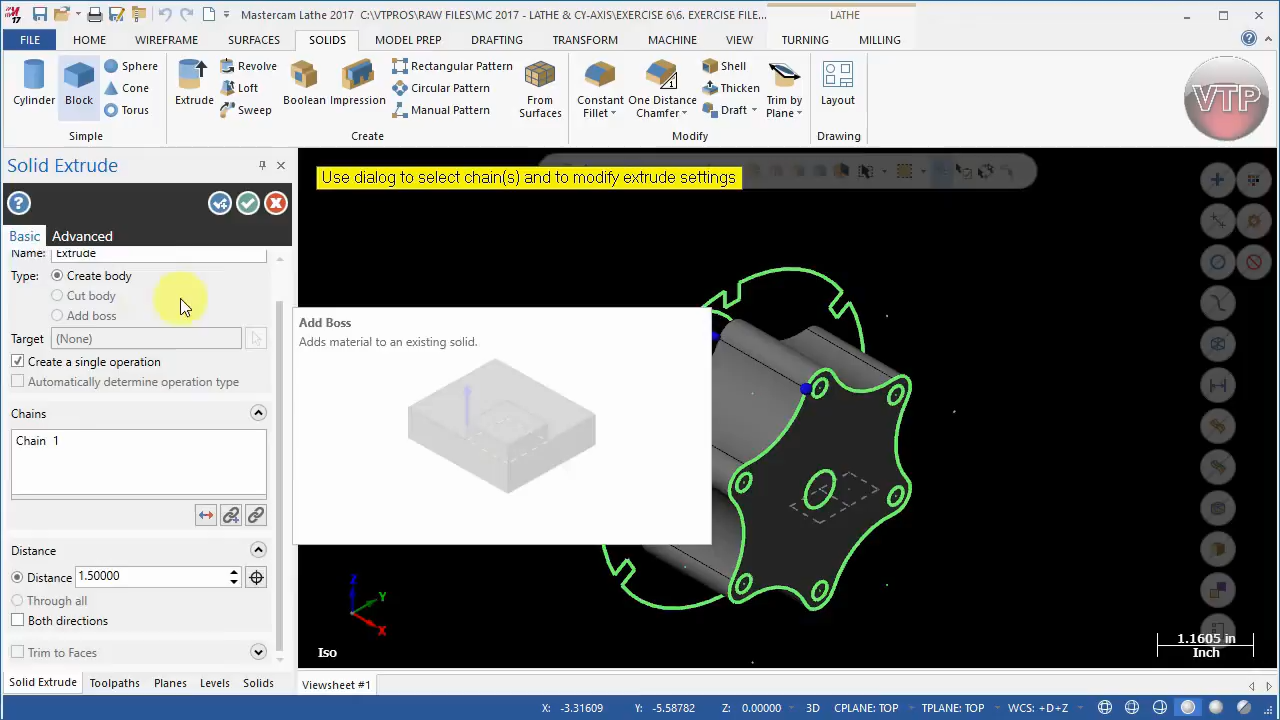 Mastercam Lathe 2017 - C:\VTPROS\RAW FILES\MC 2017 - LATHE & CY-AXIS\EXERCISE 6\6. EXERCISE FILE...
LATHE
FILE HOME WIREFRAME SURFACES SOLIDS MODEL PREP DRAFTING TRANSFORM MACHINE VIEW TURNING MILLING
Cylinder Block Sphere Cone Torus
Simple
Extrude Revolve Loft Sweep Boolean Impression Rectangular Pattern Circular Pattern Manual Pattern From Surfaces
Create
Constant Fillet One Distance Chamfer Shell Thicken Draft Trim by Plane
Modify
Layout
Drawing
VTP
Solid Extrude
Use dialog to select chain(s) and to modify extrude settings
Basic Advanced
Name: Extrude
Type: Create body
Cut body
Add boss
Target (None)
Create a single operation
Automatically determine operation type
Chains
Chain 1
Distance
Distance 1.50000
Through all
Both directions
Trim to Faces
Add Boss
Adds material to an existing solid.
Z
Y
X
Iso
1.1605 in
Inch
Solid Extrude Toolpaths Planes Levels Solids
Viewsheet #1
X: -3.31609 Y: -5.58782 Z: 0.00000 3D CPLANE: TOP TPLANE: TOP WCS: +D+Z